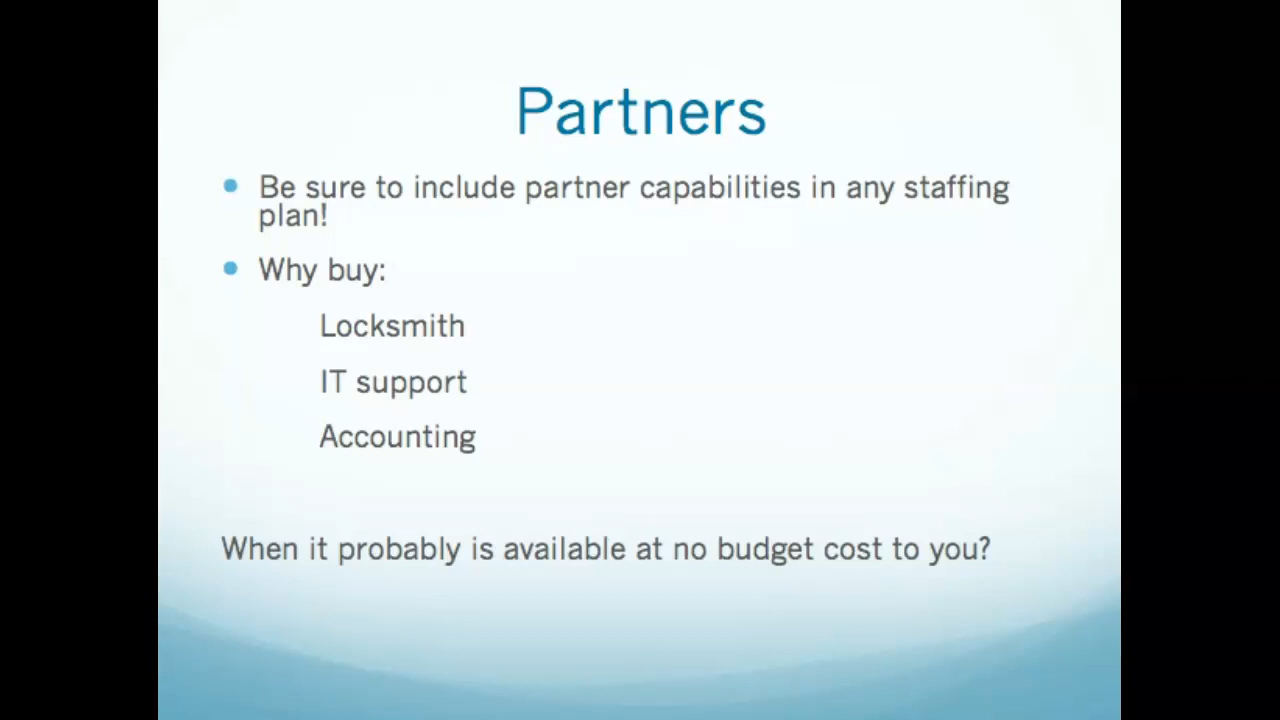 Partners
Be sure to include partner capabilities in any staffing
plan!
Why buy:
Locksmith
IT support
Accounting
When it probably is available at no budget cost to you?